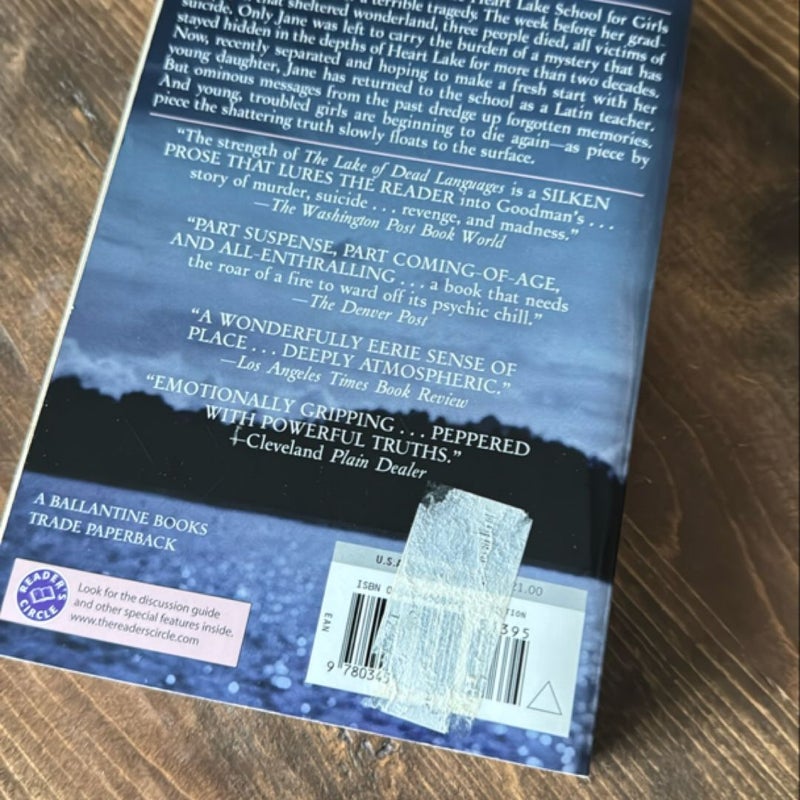 Heart Lake School for Girls
that sheltered wonderland, three people died, all victims of
a terrible tragedy. The week before her grad-
suicide. Only Jane was left to carry the burden of a mystery that has
stayed hidden in the depths of Heart Lake for more than two decades.
Now, recently separated and hoping to make a fresh start with her
young daughter, Jane has returned to the school as a Latin teacher.
But ominous messages from the past dredge up forgotten memories.
And young, troubled girls are beginning to die again—as piece by
piece the shattering truth slowly floats to the surface.
“The strength of The Lake of Dead Languages is a SILKEN
PROSE THAT LURES THE READER into Goodman’s . . .
story of murder, suicide . . . revenge, and madness.”
—The Washington Post Book World
“PART SUSPENSE, PART COMING-OF-AGE,
AND ALL-ENTHRALLING . . . a book that needs
the roar of a fire to ward off its psychic chill.”
—The Denver Post
“A WONDERFULLY EERIE SENSE OF
PLACE . . . DEEPLY ATMOSPHERIC.”
—Los Angeles Times Book Review
“EMOTIONALLY GRIPPING . . . PEPPERED
WITH POWERFUL TRUTHS.”
—Cleveland Plain Dealer
A BALLANTINE BOOKS
TRADE PAPERBACK
READER'S CIRCLE
Look for the discussion guide
and other special features inside.
www.thereaderscircle.com
U.S.A 21.00
ISBN 0
EAN
395
9 780345